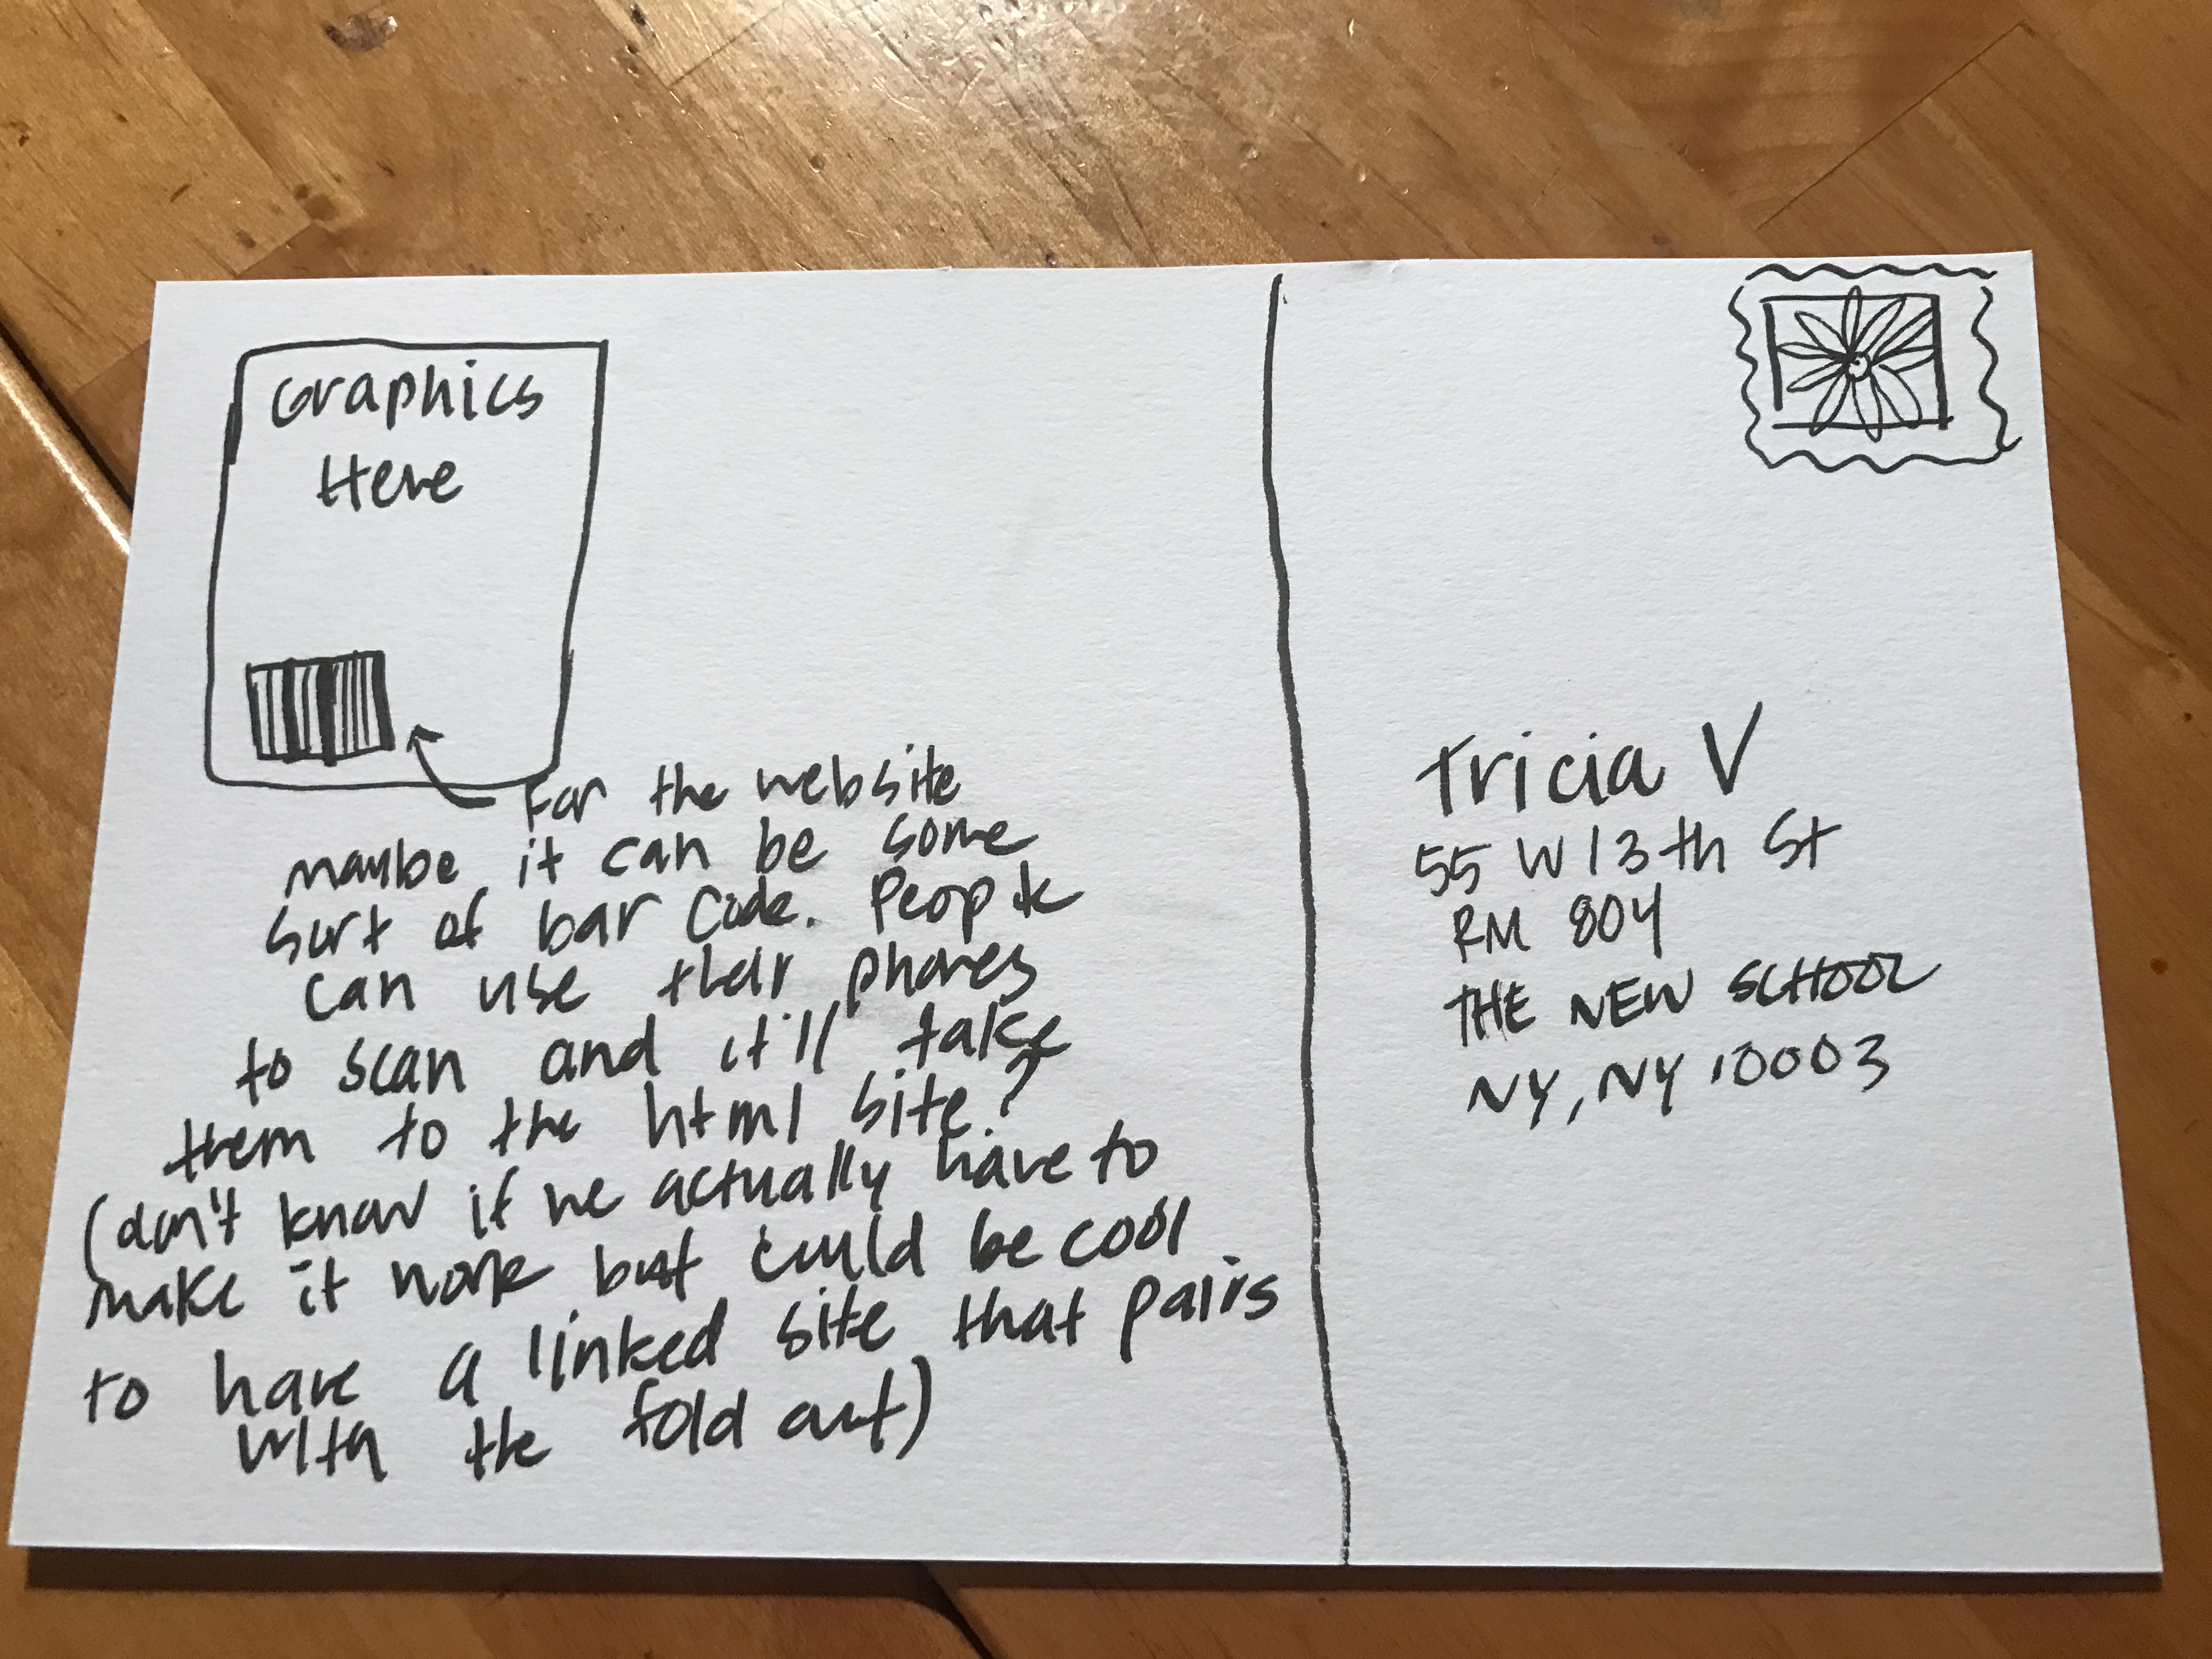 Graphics
Here
For the website
maybe it can be some
sort of bar code. People
can use their phones
to scan and it'll take
them to the html site?
(don't know if we actually have to
make it work but could be cool
to have a linked site that pairs
with the fold out)
Tricia V
55 W 13th St
RM 804
THE NEW SCHOOL
NY, NY 10003